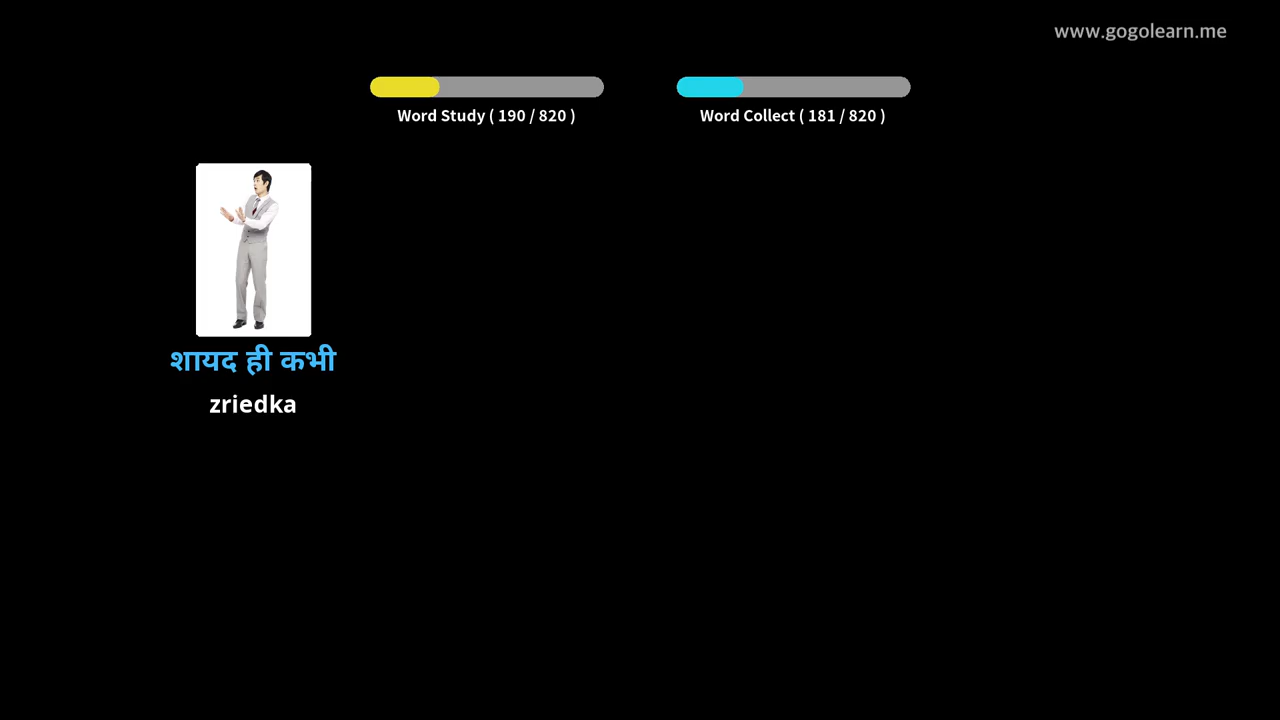 www.gogolearn.me
Word Study ( 190 / 820 )
Word Collect ( 181 / 820 )
शायद ही कभी
zriedka